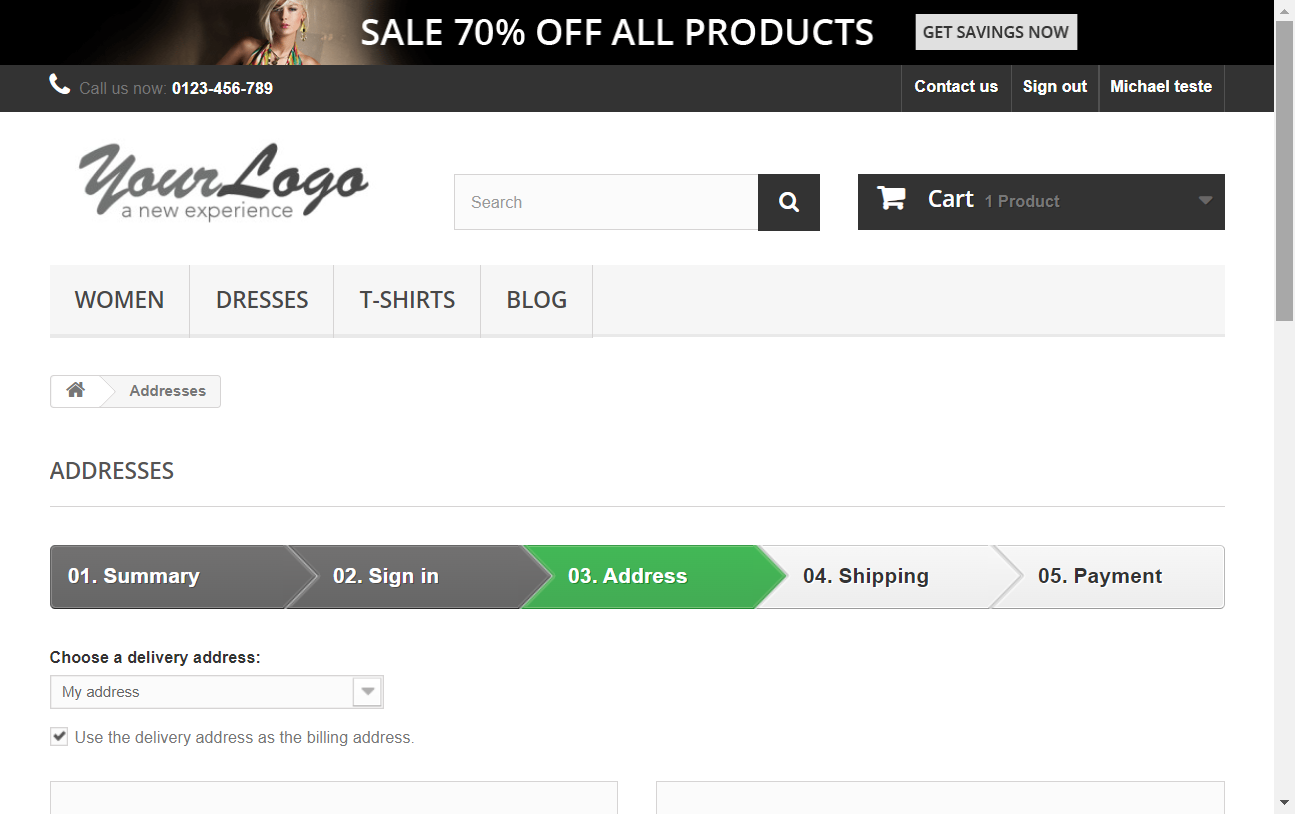 SALE 70% OFF ALL PRODUCTS GET SAVINGS NOW
Call us now: 0123-456-789 Contact us Sign out Michael teste
YourLogo
a new experience
Search
Cart 1 Product
WOMEN DRESSES T-SHIRTS BLOG
Addresses
ADDRESSES
01. Summary 02. Sign in 03. Address 04. Shipping 05. Payment
Choose a delivery address:
My address
Use the delivery address as the billing address.